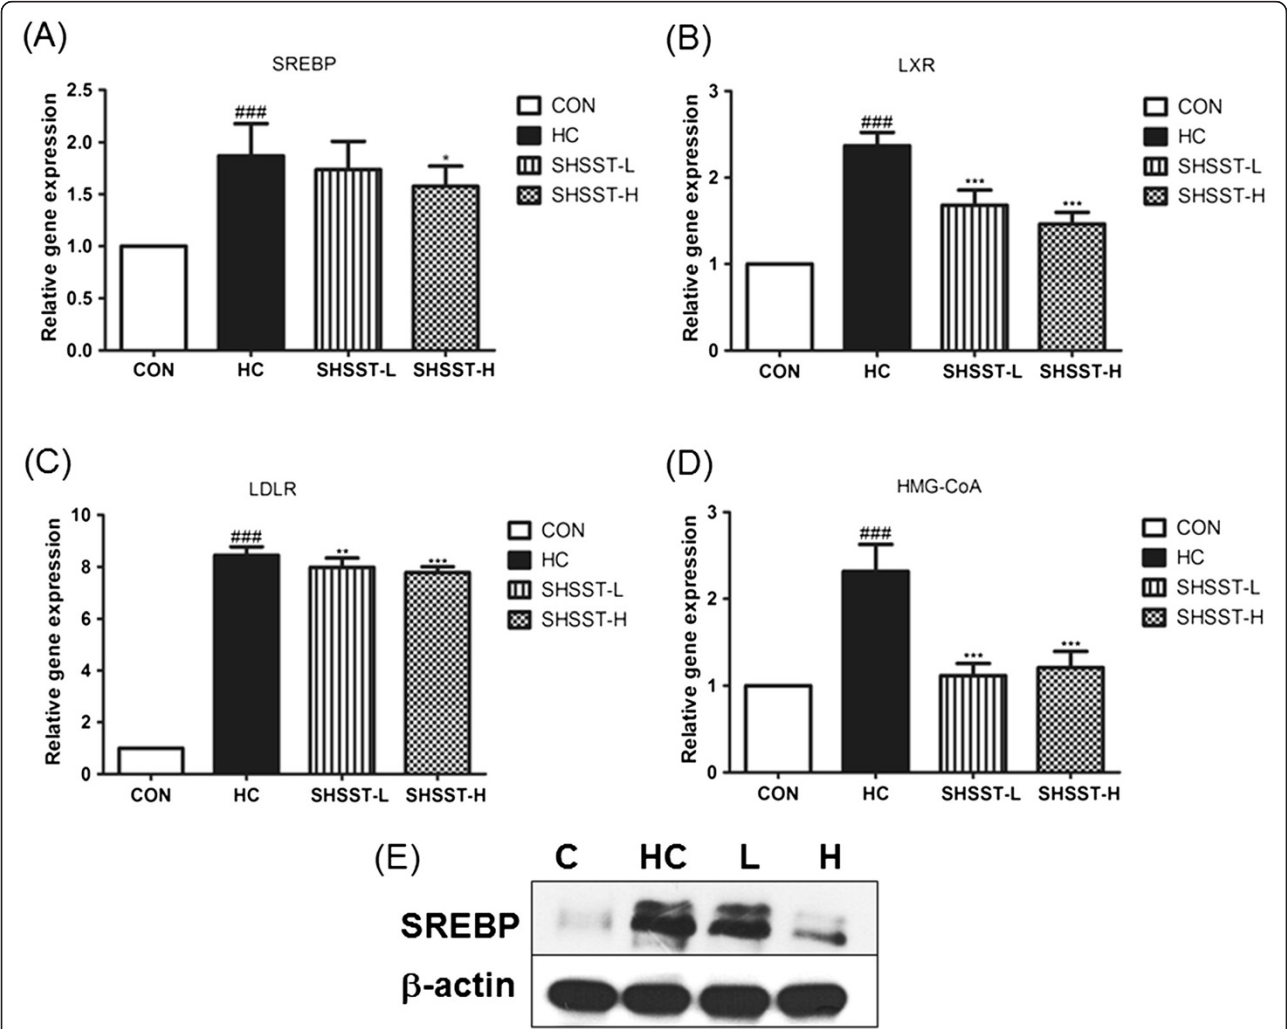 (A)
SREBP
Relative gene expression
2.5
2.0
1.5
1.0
0.5
0.0
###
*
CON
HC
SHSST-L
SHSST-H
CON
HC
SHSST-L
SHSST-H
(B)
LXR
Relative gene expression
3
2
1
0
###
***
***
CON
HC
SHSST-L
SHSST-H
CON
HC
SHSST-L
SHSST-H
(C)
LDLR
Relative gene expression
10
8
6
4
2
0
###
**
***
CON
HC
SHSST-L
SHSST-H
CON
HC
SHSST-L
SHSST-H
(D)
HMG-CoA
Relative gene expression
3
2
1
0
###
***
***
CON
HC
SHSST-L
SHSST-H
CON
HC
SHSST-L
SHSST-H
(E)
C HC L H
SREBP
β-actin